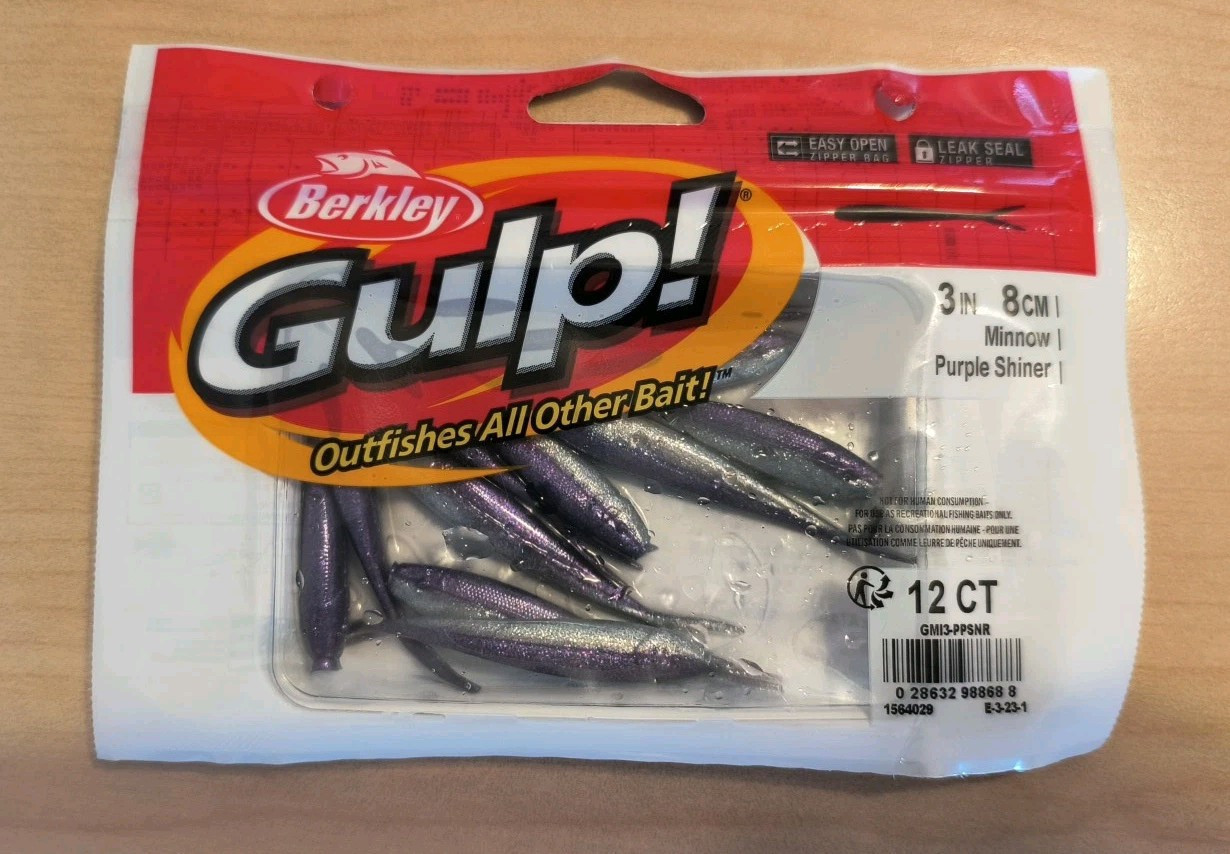 EASY OPEN
ZIPPER BAG
LEAK SEAL
ZIPPER
Berkley
Gulp!®
Outfishes All Other Bait!™
3IN 8CM
Minnow
Purple Shiner
NOT FOR HUMAN CONSUMPTION -
FOR USE AS RECREATIONAL FISHING BAITS ONLY.
PAS POUR LA CONSOMMATION HUMAINE - POUR UNE
UTILISATION COMME LEURRE DE PÊCHE UNIQUEMENT.
12 CT
GMI3-PPSNR
0 28632 98868 8
1564029 E-3-23-1